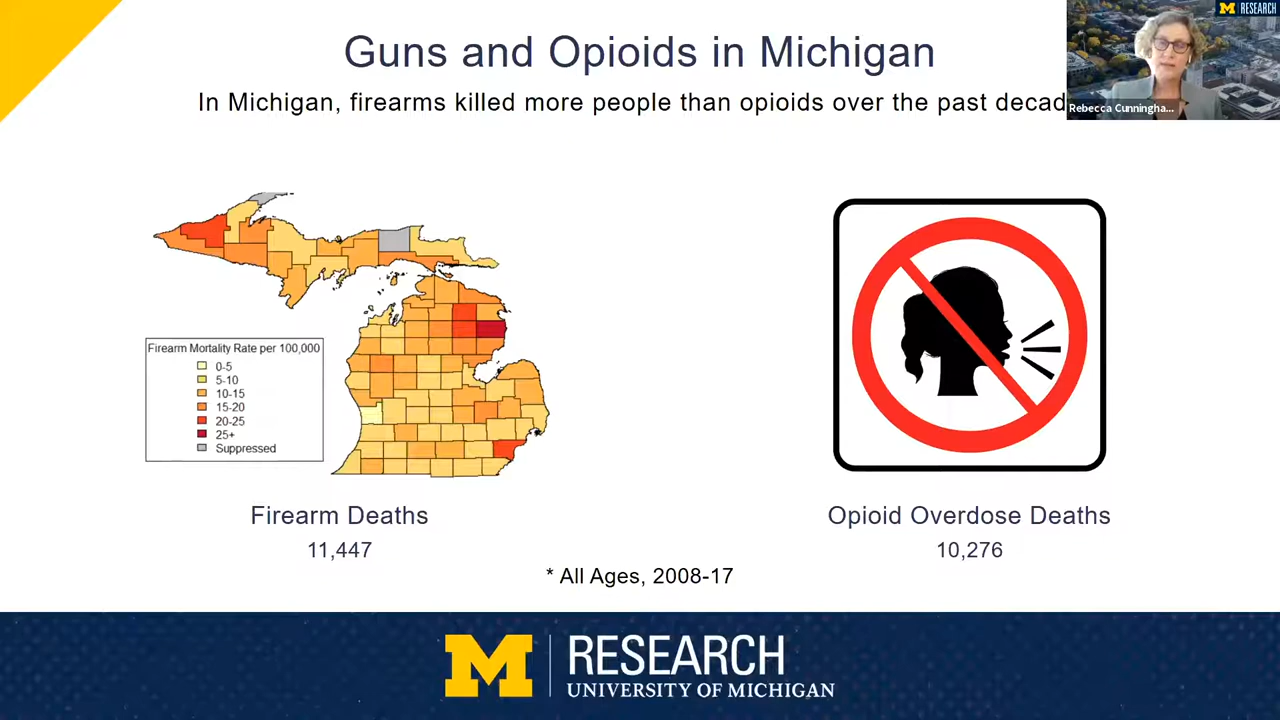 Guns and Opioids in Michigan
In Michigan, firearms killed more people than opioids over the past decad
M RESEARCH
Rebecca Cunningha...
Firearm Mortality Rate per 100,000
0-5
5-10
10-15
15-20
20-25
25+
Suppressed
Firearm Deaths
11,447
Opioid Overdose Deaths
10,276
* All Ages, 2008-17
M RESEARCH
UNIVERSITY OF MICHIGAN